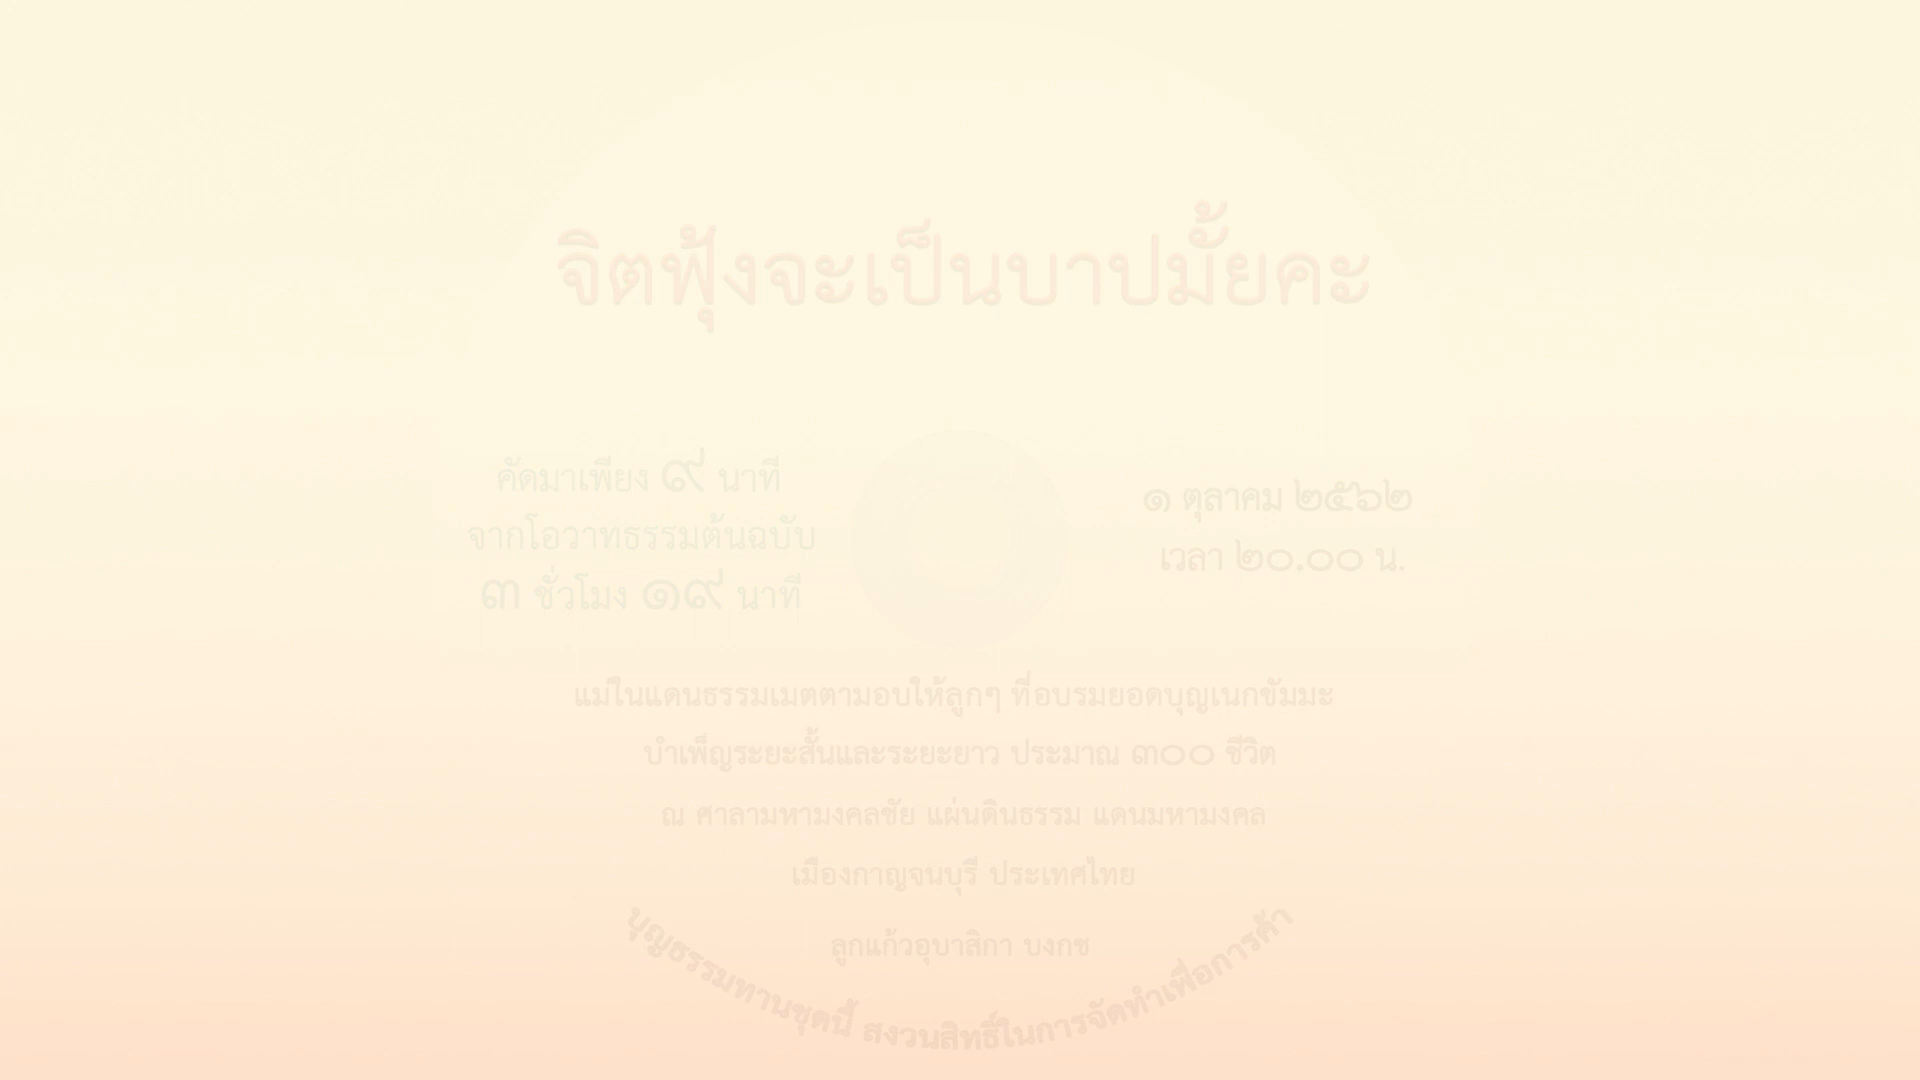 จิตฟุ้งจะเป็นบาปมั้ยคะ
คัดมาเพียง ๙ นาที
จากโอวาทธรรมต้นฉบับ
๓ ชั่วโมง ๑๙ นาที
๑ ตุลาคม ๒๕๖๒
เวลา ๒๐.๐๐ น.
แม่ในแดนธรรมเมตตามอบให้ลูกๆ ที่อบรมยอดบุญเนกขัมมะ
บำเพ็ญระยะสั้นและระยะยาว ประมาณ ๓๐๐ ชีวิต
ณ ศาลามหามงคลชัย แผ่นดินธรรม แดนมหามงคล
เมืองกาญจนบุรี ประเทศไทย
ลูกแก้วอุบาสิกา บงกช
บุญธรรมทานชุดนี้ สงวนสิทธิ์ในการจัดทำเพื่อการค้า